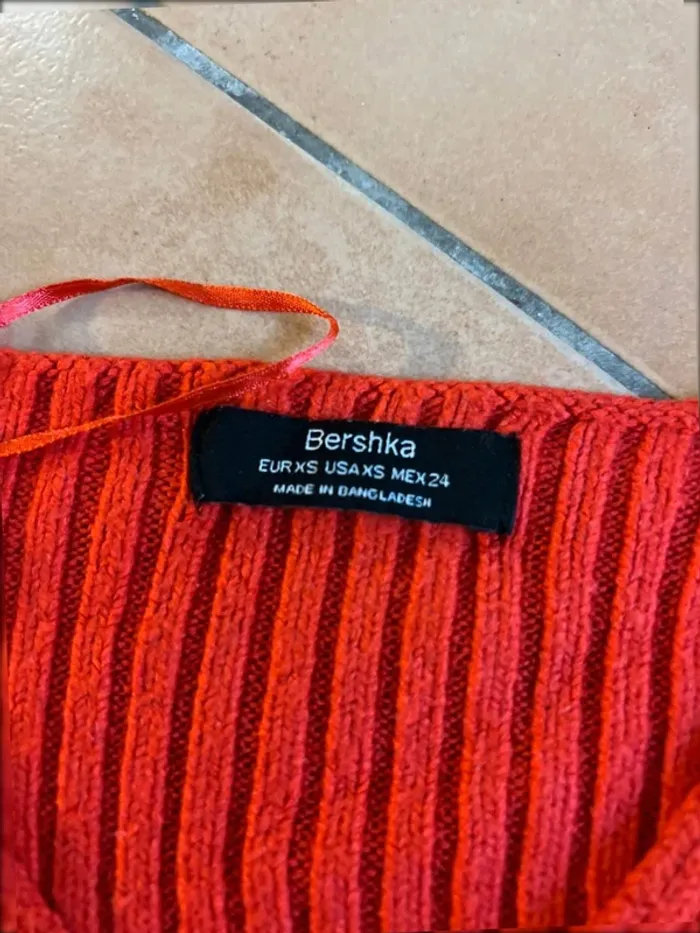 Bershka
EUR XS USA XS MEX 24
MADE IN BANGLADESH